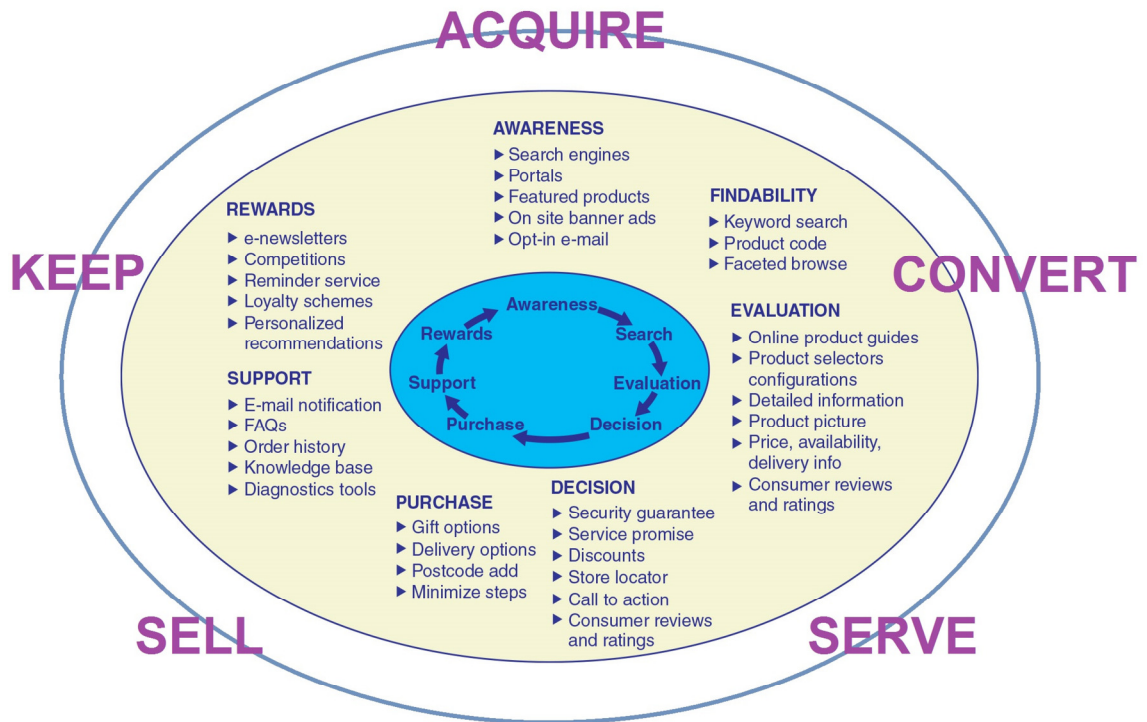 ACQUIRE
AWARENESS
▶ Search engines
▶ Portals
▶ Featured products
▶ On site banner ads
▶ Opt-in e-mail
FINDABILITY
▶ Keyword search
▶ Product code
▶ Faceted browse
CONVERT
EVALUATION
▶ Online product guides
▶ Product selectors
configurations
▶ Detailed information
▶ Product picture
▶ Price, availability,
delivery info
▶ Consumer reviews
and ratings
SERVE
DECISION
▶ Security guarantee
▶ Service promise
▶ Discounts
▶ Store locator
▶ Call to action
▶ Consumer reviews
and ratings
PURCHASE
▶ Gift options
▶ Delivery options
▶ Postcode add
▶ Minimize steps
SELL
SUPPORT
▶ E-mail notification
▶ FAQs
▶ Order history
▶ Knowledge base
▶ Diagnostics tools
KEEP
REWARDS
▶ e-newsletters
▶ Competitions
▶ Reminder service
▶ Loyalty schemes
▶ Personalized
recommendations
Awareness
Search
Evaluation
Decision
Purchase
Support
Rewards